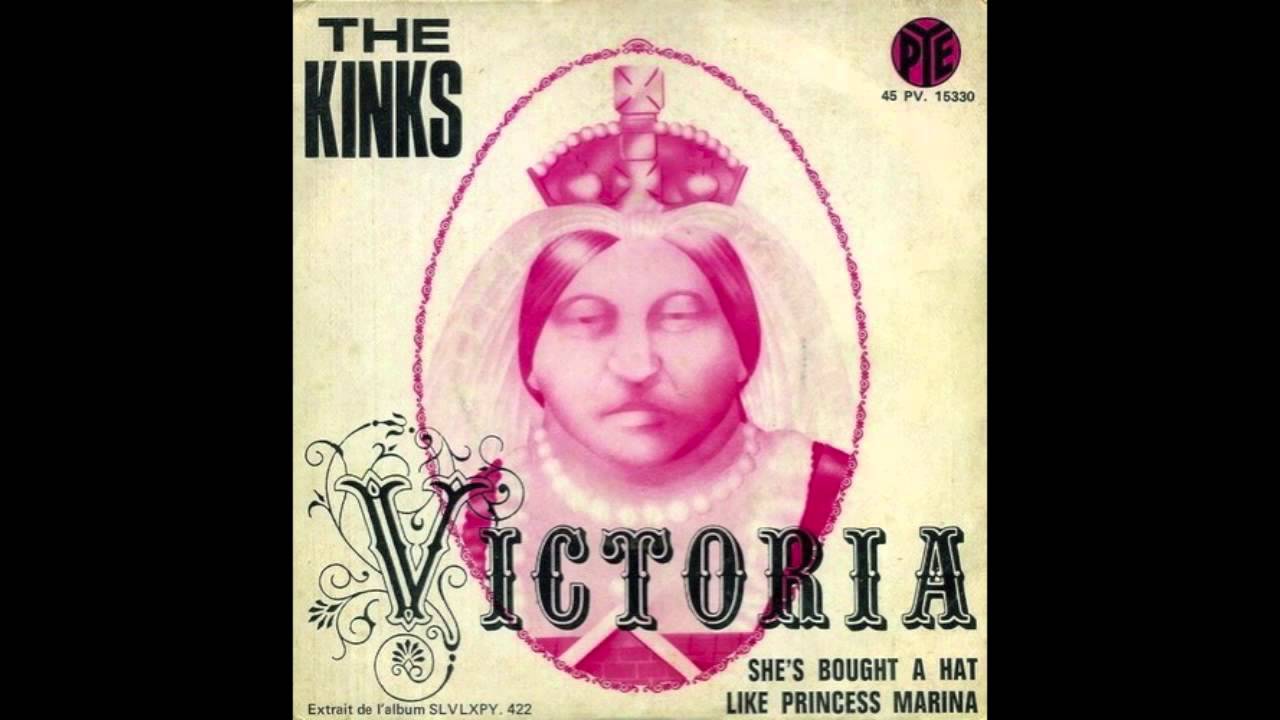 THE
KINKS
PYE
45 PV. 15330
VICTORIA
SHE'S BOUGHT A HAT
LIKE PRINCESS MARINA
Extrait de l'album SLVLXPY. 422